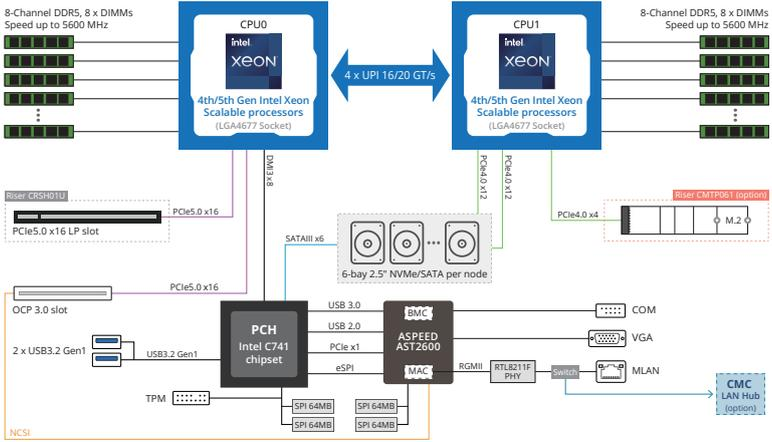 8-Channel DDR5, 8 x DIMMs
Speed up to 5600 MHz
CPU0
intel
xeon
4th/5th Gen Intel Xeon
Scalable processors
(LGA4677 Socket)
4 x UPI 16/20 GT/s
CPU1
intel
xeon
4th/5th Gen Intel Xeon
Scalable processors
(LGA4677 Socket)
8-Channel DDR5, 8 x DIMMs
Speed up to 5600 MHz
DMI3 x 8
PCIe4.0 x12
PCIe4.0 x12
Riser CRSH01U
PCIe5.0 x16
PCIe5.0 x16 LP slot
Riser CMTP061 (option)
PCIe4.0 x4
M.2
SATAIII x6
6-bay 2.5" NVMe/SATA per node
PCIe5.0 x16
OCP 3.0 slot
2 x USB3.2 Gen1
USB3.2 Gen1
PCH
Intel C741
chipset
USB 3.0
USB 2.0
PCIe x1
eSPI
BMC
ASPEED
AST2600
MAC
COM
VGA
RGMII
RTL8211F
PHY
Switch
MLAN
CMC
LAN Hub
(option)
TPM
SPI 64MB
SPI 64MB
SPI 64MB
SPI 64MB
NCSI